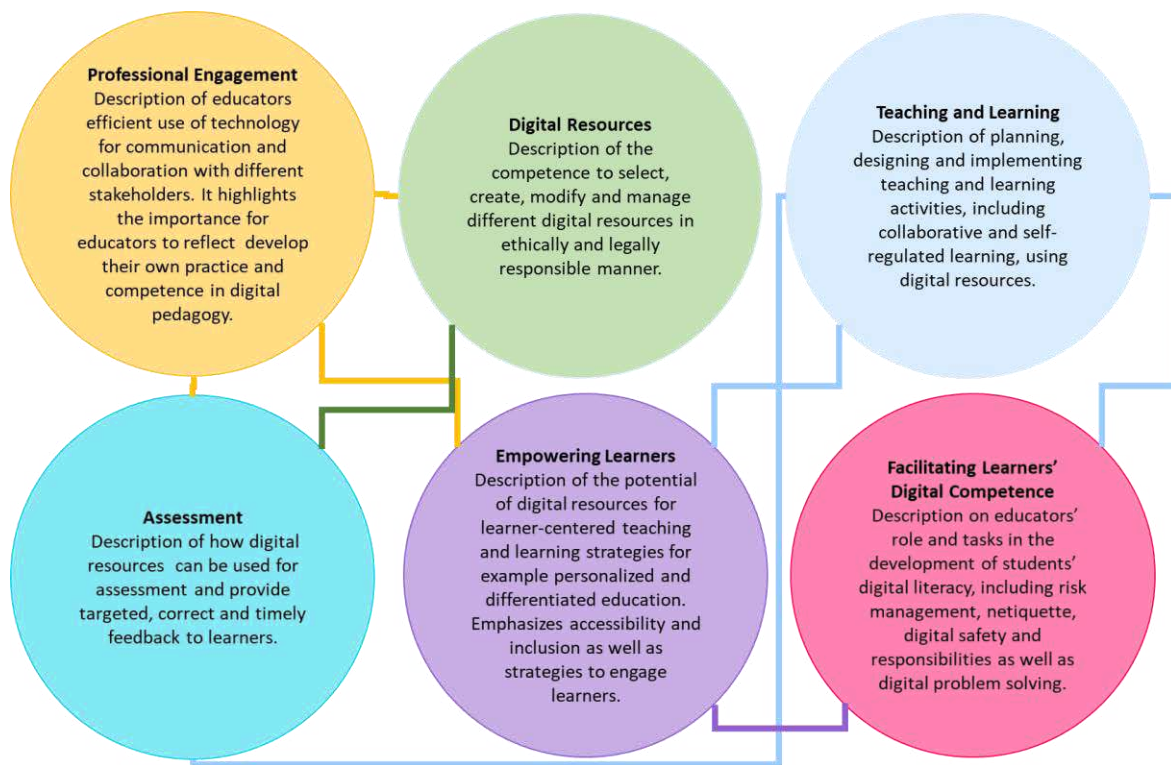 Professional Engagement
Description of educators
efficient use of technology
for communication and
collaboration with different
stakeholders. It highlights
the importance for
educators to reflect develop
their own practice and
competence in digital
pedagogy.
Digital Resources
Description of the
competence to select,
create, modify and manage
different digital resources in
ethically and legally
responsible manner.
Teaching and Learning
Description of planning,
designing and implementing
teaching and learning
activities, including
collaborative and self-
regulated learning, using
digital resources.
Assessment
Description of how digital
resources can be used for
assessment and provide
targeted, correct and timely
feedback to learners.
Empowering Learners
Description of the potential
of digital resources for
learner-centered teaching
and learning strategies for
example personalized and
differentiated education.
Emphasizes accessibility and
inclusion as well as
strategies to engage
learners.
Facilitating Learners’
Digital Competence
Description on educators’
role and tasks in the
development of students’
digital literacy, including risk
management, netiquette,
digital safety and
responsibilities as well as
digital problem solving.